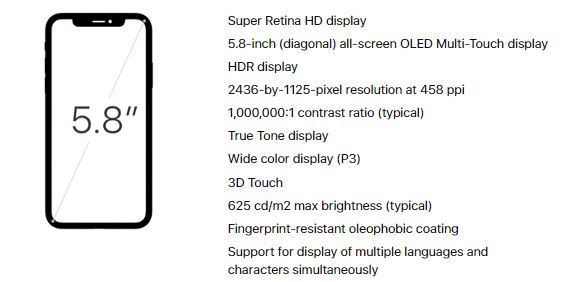 5.8″
Super Retina HD display
5.8-inch (diagonal) all-screen OLED Multi-Touch display
HDR display
2436-by-1125-pixel resolution at 458 ppi
1,000,000:1 contrast ratio (typical)
True Tone display
Wide color display (P3)
3D Touch
625 cd/m2 max brightness (typical)
Fingerprint-resistant oleophobic coating
Support for display of multiple languages and
characters simultaneously